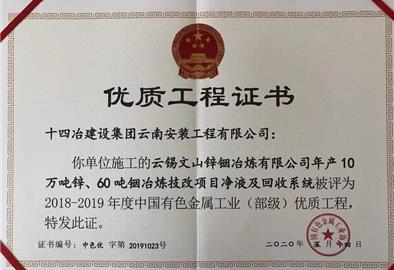 优质工程证书
十四冶建设集团云南安装工程有限公司：
你单位施工的云锡文山锌铟冶炼有限公司年产10
万吨锌、60吨铟冶炼技改项目净液及回收系统被评为
2018-2019年度中国有色金属工业（部级）优质工程，
特发此证。
证书编号：中色优 字第 20191023号
二〇二〇年 五 月 十四 日